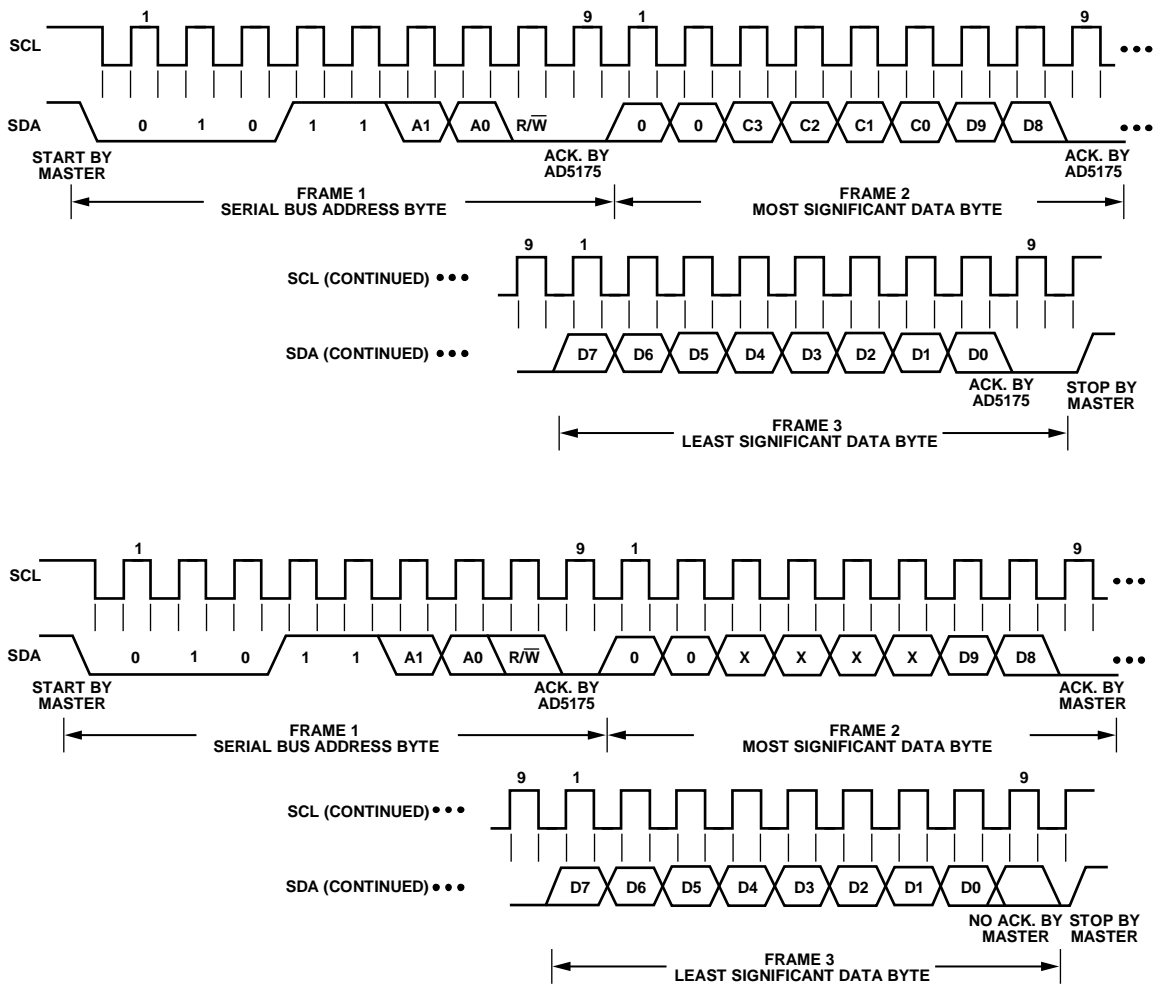 1 9 1 9
SCL •••
SDA 0 1 0 1 1 A1 A0 R/W̅ 0 0 C3 C2 C1 C0 D9 D8 •••
START BY MASTER
ACK. BY AD5175
ACK. BY AD5175
FRAME 1
SERIAL BUS ADDRESS BYTE
FRAME 2
MOST SIGNIFICANT DATA BYTE
9 1 9
SCL (CONTINUED) •••
SDA (CONTINUED) ••• D7 D6 D5 D4 D3 D2 D1 D0
ACK. BY AD5175
STOP BY MASTER
FRAME 3
LEAST SIGNIFICANT DATA BYTE
1 9 1 9
SCL •••
SDA 0 1 0 1 1 A1 A0 R/W̅ 0 0 X X X X D9 D8 •••
START BY MASTER
ACK. BY AD5175
ACK. BY MASTER
FRAME 1
SERIAL BUS ADDRESS BYTE
FRAME 2
MOST SIGNIFICANT DATA BYTE
9 1 9
SCL (CONTINUED) •••
SDA (CONTINUED) ••• D7 D6 D5 D4 D3 D2 D1 D0
NO ACK. BY MASTER
STOP BY MASTER
FRAME 3
LEAST SIGNIFICANT DATA BYTE